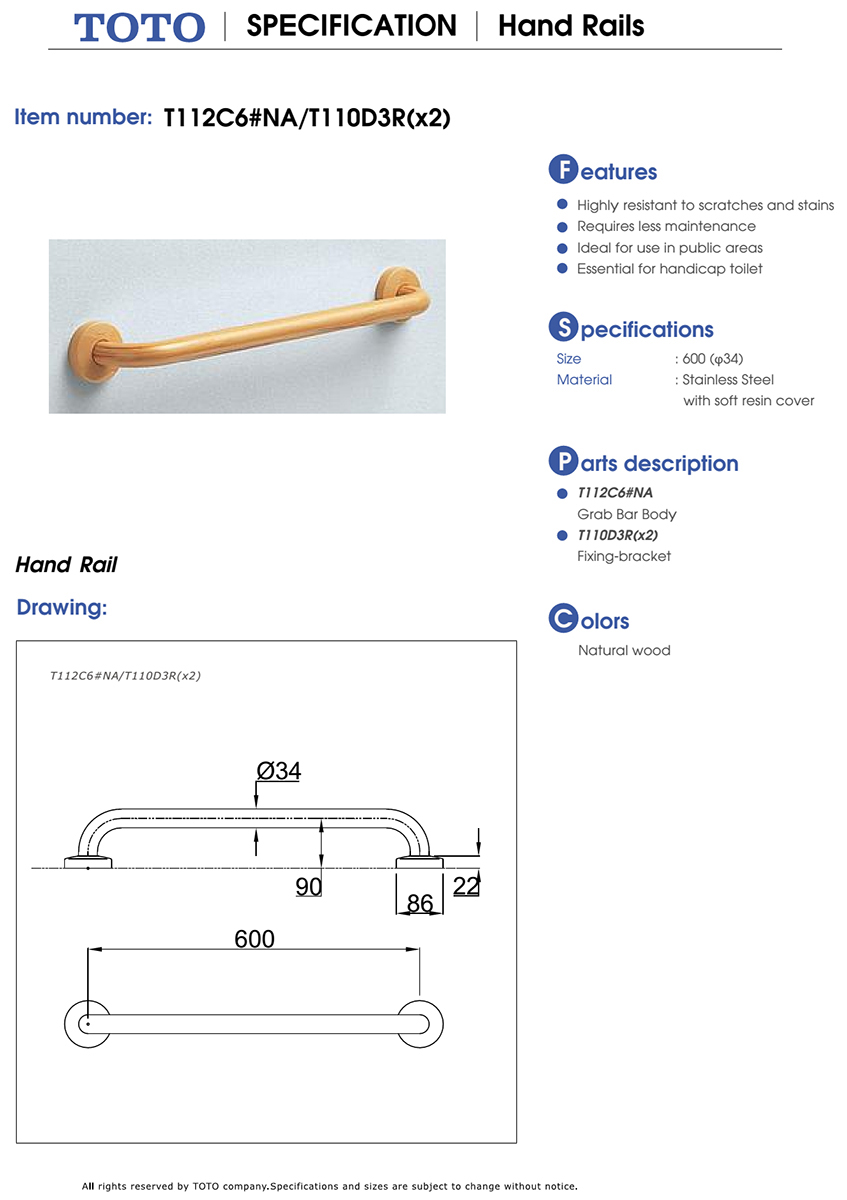 TOTO | SPECIFICATION | Hand Rails
Item number: T112C6#NA/T110D3R(x2)
Features
Highly resistant to scratches and stains
Requires less maintenance
Ideal for use in public areas
Essential for handicap toilet
Specifications
Size : 600 (φ34)
Material : Stainless Steel
with soft resin cover
Parts description
T112C6#NA
Grab Bar Body
T110D3R(x2)
Fixing-bracket
Colors
Natural wood
Hand Rail
Drawing:
T112C6#NA/T110D3R(x2)
Ø34
90
86
22
600
All rights reserved by TOTO company.Specifications and sizes are subject to change without notice.